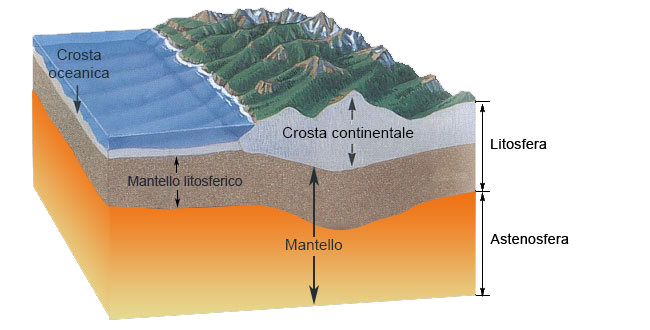 Crosta
oceanica
Crosta continentale
Litosfera
Mantello litosferico
Mantello
Astenosfera